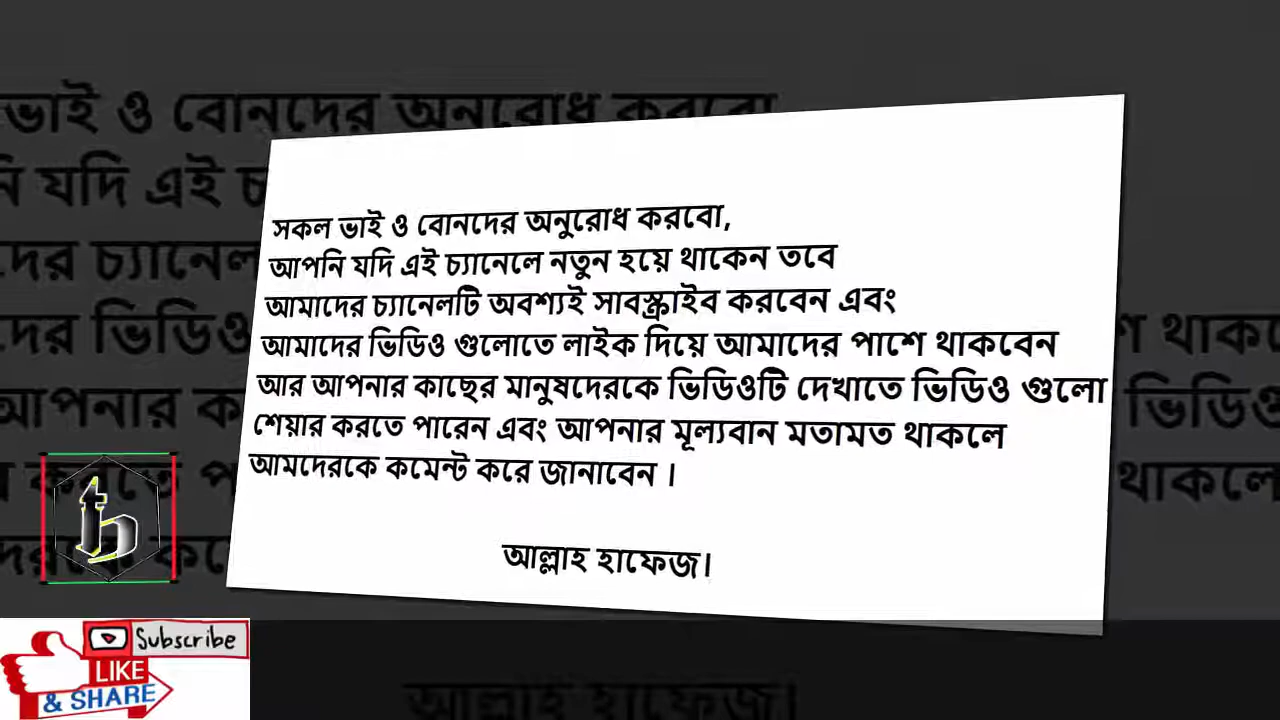 সকল ভাই ও বোনদের অনুরোধ করবো,
আপনি যদি এই চ্যানেলে নতুন হয়ে থাকেন তবে
আমাদের চ্যানেলটি অবশ্যই সাবস্ক্রাইব করবেন এবং
আমাদের ভিডিও গুলোতে লাইক দিয়ে আমাদের পাশে থাকবেন
আর আপনার কাছের মানুষদেরকে ভিডিওটি দেখাতে ভিডিও গুলো
শেয়ার করতে পারেন এবং আপনার মূল্যবান মতামত থাকলে
আমদেরকে কমেন্ট করে জানাবেন ।
আল্লাহ হাফেজ।
Subscribe
LIKE
& SHARE